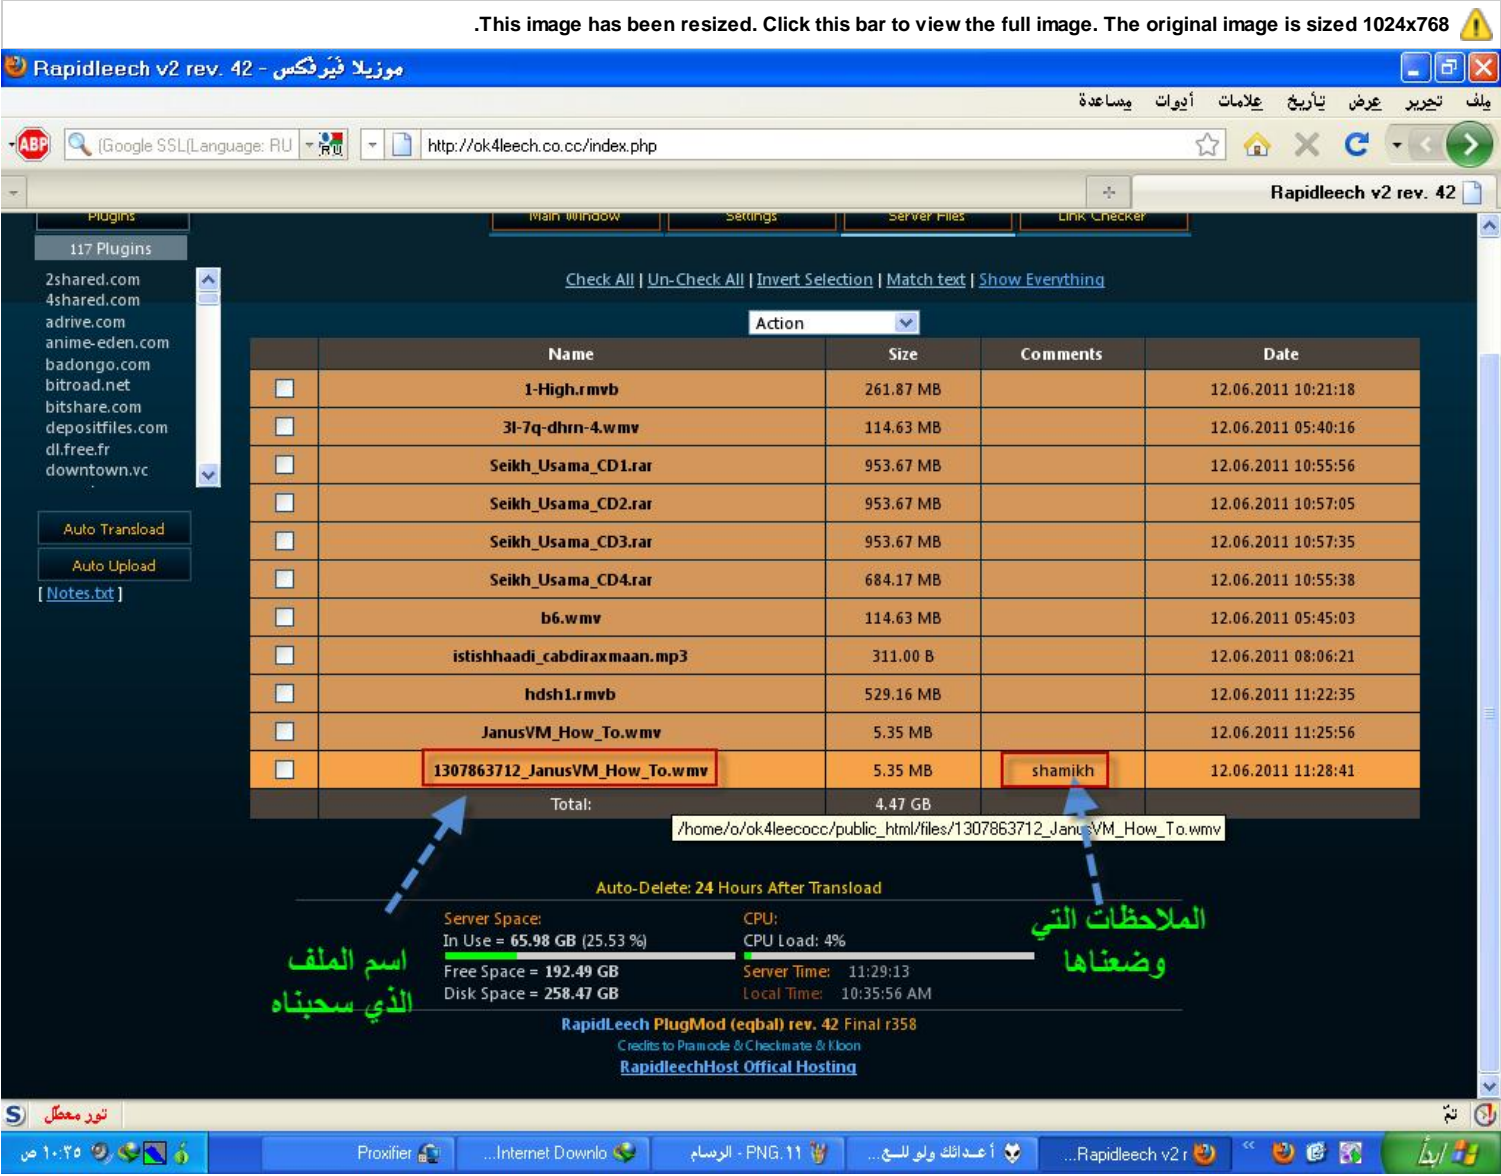 .This image has been resized. Click this bar to view the full image. The original image is sized 1024x768
Rapidleech v2 rev. 42 - موزيلا فَيَرفُكس
ملف تحرير عرض تأريخ علامات أدوات مساعدة
ABP
(Google SSL(Language: RU
RU
http://ok4leech.co.cc/index.php
Rapidleech v2 rev. 42
Plugins
Main Window
Settings
Server Files
Link Checker
117 Plugins
2shared.com
4shared.com
adrive.com
anime-eden.com
badongo.com
bitroad.net
bitshare.com
depositfiles.com
dl.free.fr
downtown.vc
Auto Transload
Auto Upload
[ Notes.txt ]
Check All | Un-Check All | Invert Selection | Match text | Show Everything
Action
Name Size Comments Date
1-High.rmvb 261.87 MB 12.06.2011 10:21:18
3l-7q-dhrn-4.wmv 114.63 MB 12.06.2011 05:40:16
Seikh_Usama_CD1.rar 953.67 MB 12.06.2011 10:55:56
Seikh_Usama_CD2.rar 953.67 MB 12.06.2011 10:57:05
Seikh_Usama_CD3.rar 953.67 MB 12.06.2011 10:57:35
Seikh_Usama_CD4.rar 684.17 MB 12.06.2011 10:55:38
b6.wmv 114.63 MB 12.06.2011 05:45:03
istishhaadi_cabdiraxmaan.mp3 311.00 B 12.06.2011 08:06:21
hdsh1.rmvb 529.16 MB 12.06.2011 11:22:35
JanusVM_How_To.wmv 5.35 MB 12.06.2011 11:25:56
1307863712_JanusVM_How_To.wmv 5.35 MB shamikh 12.06.2011 11:28:41
Total: 4.47 GB
/home/o/ok4leecocc/public_html/files/1307863712_JanusVM_How_To.wmv
Auto-Delete: 24 Hours After Transload
Server Space:
In Use = 65.98 GB (25.53 %)
Free Space = 192.49 GB
Disk Space = 258.47 GB
CPU:
CPU Load: 4%
Server Time: 11:29:13
Local Time: 10:35:56 AM
الملاحظات التي
وضعناها
اسم الملف
الذي سحبناه
RapidLeech PlugMod (eqbal) rev. 42 Final r358
Credits to Pramode & Checkmate & Kloon
RapidleechHost Offical Hosting
تور معطّل
تمّ
ابدأ
Rapidleech v2 r...
أعدائك ولو للسع...
PNG.١١ - الرسام
Internet Downlo...
Proxifier
١٠:٣٥ ص